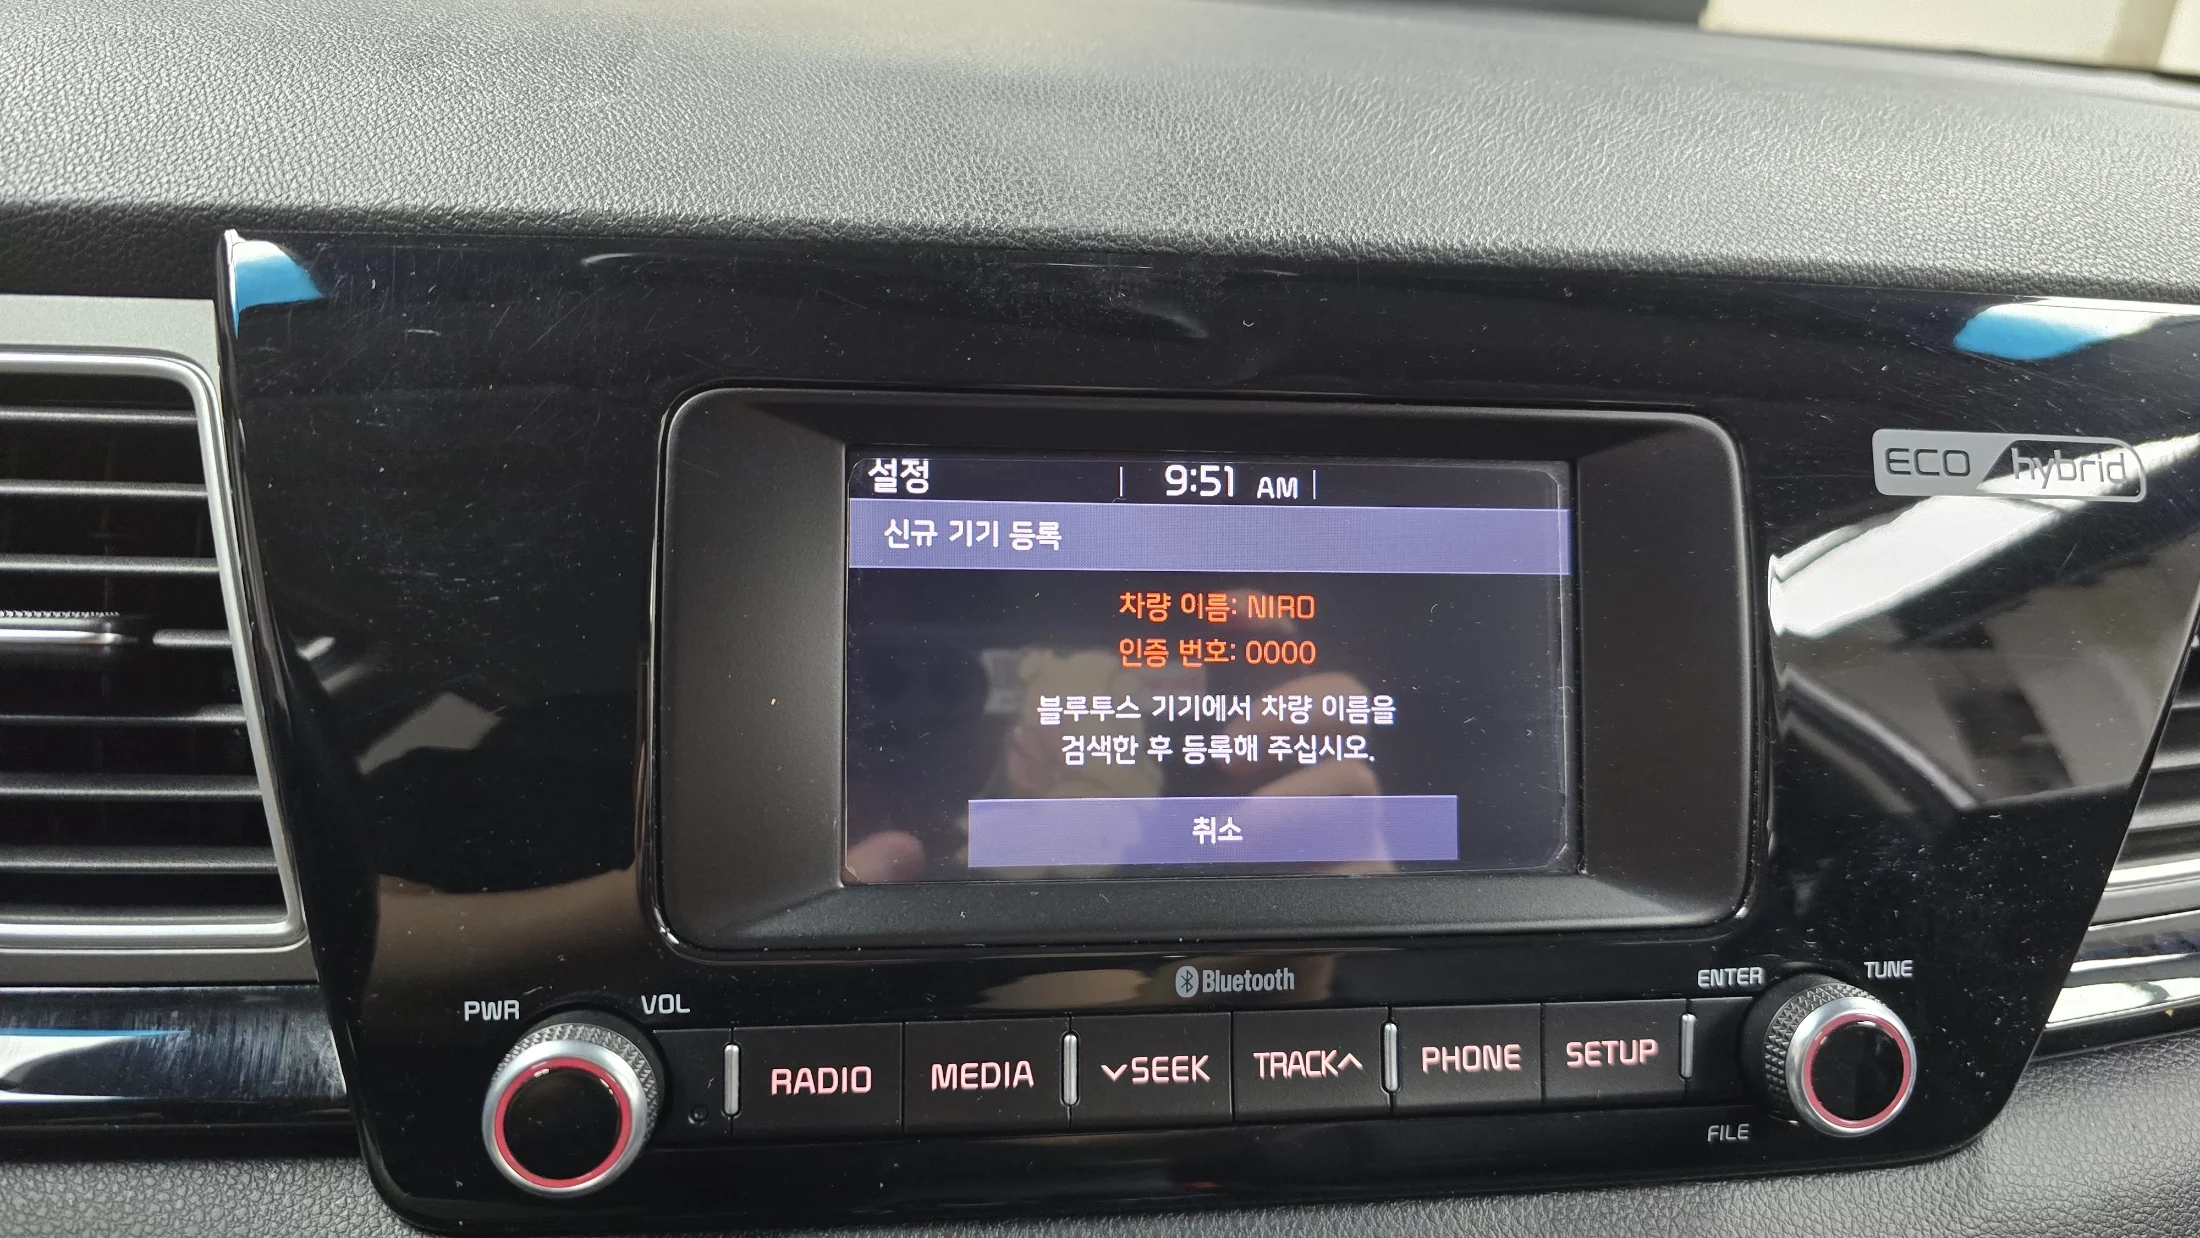 설정 9:51 AM
신규 기기 등록
차량 이름: NIRO
인증 번호: 0000
블루투스 기기에서 차량 이름을
검색한 후 등록해 주십시오.
취소
ECO hybrid
Bluetooth
PWR VOL
ENTER TUNE
RADIO MEDIA ∨SEEK TRACK∧ PHONE SETUP
FILE